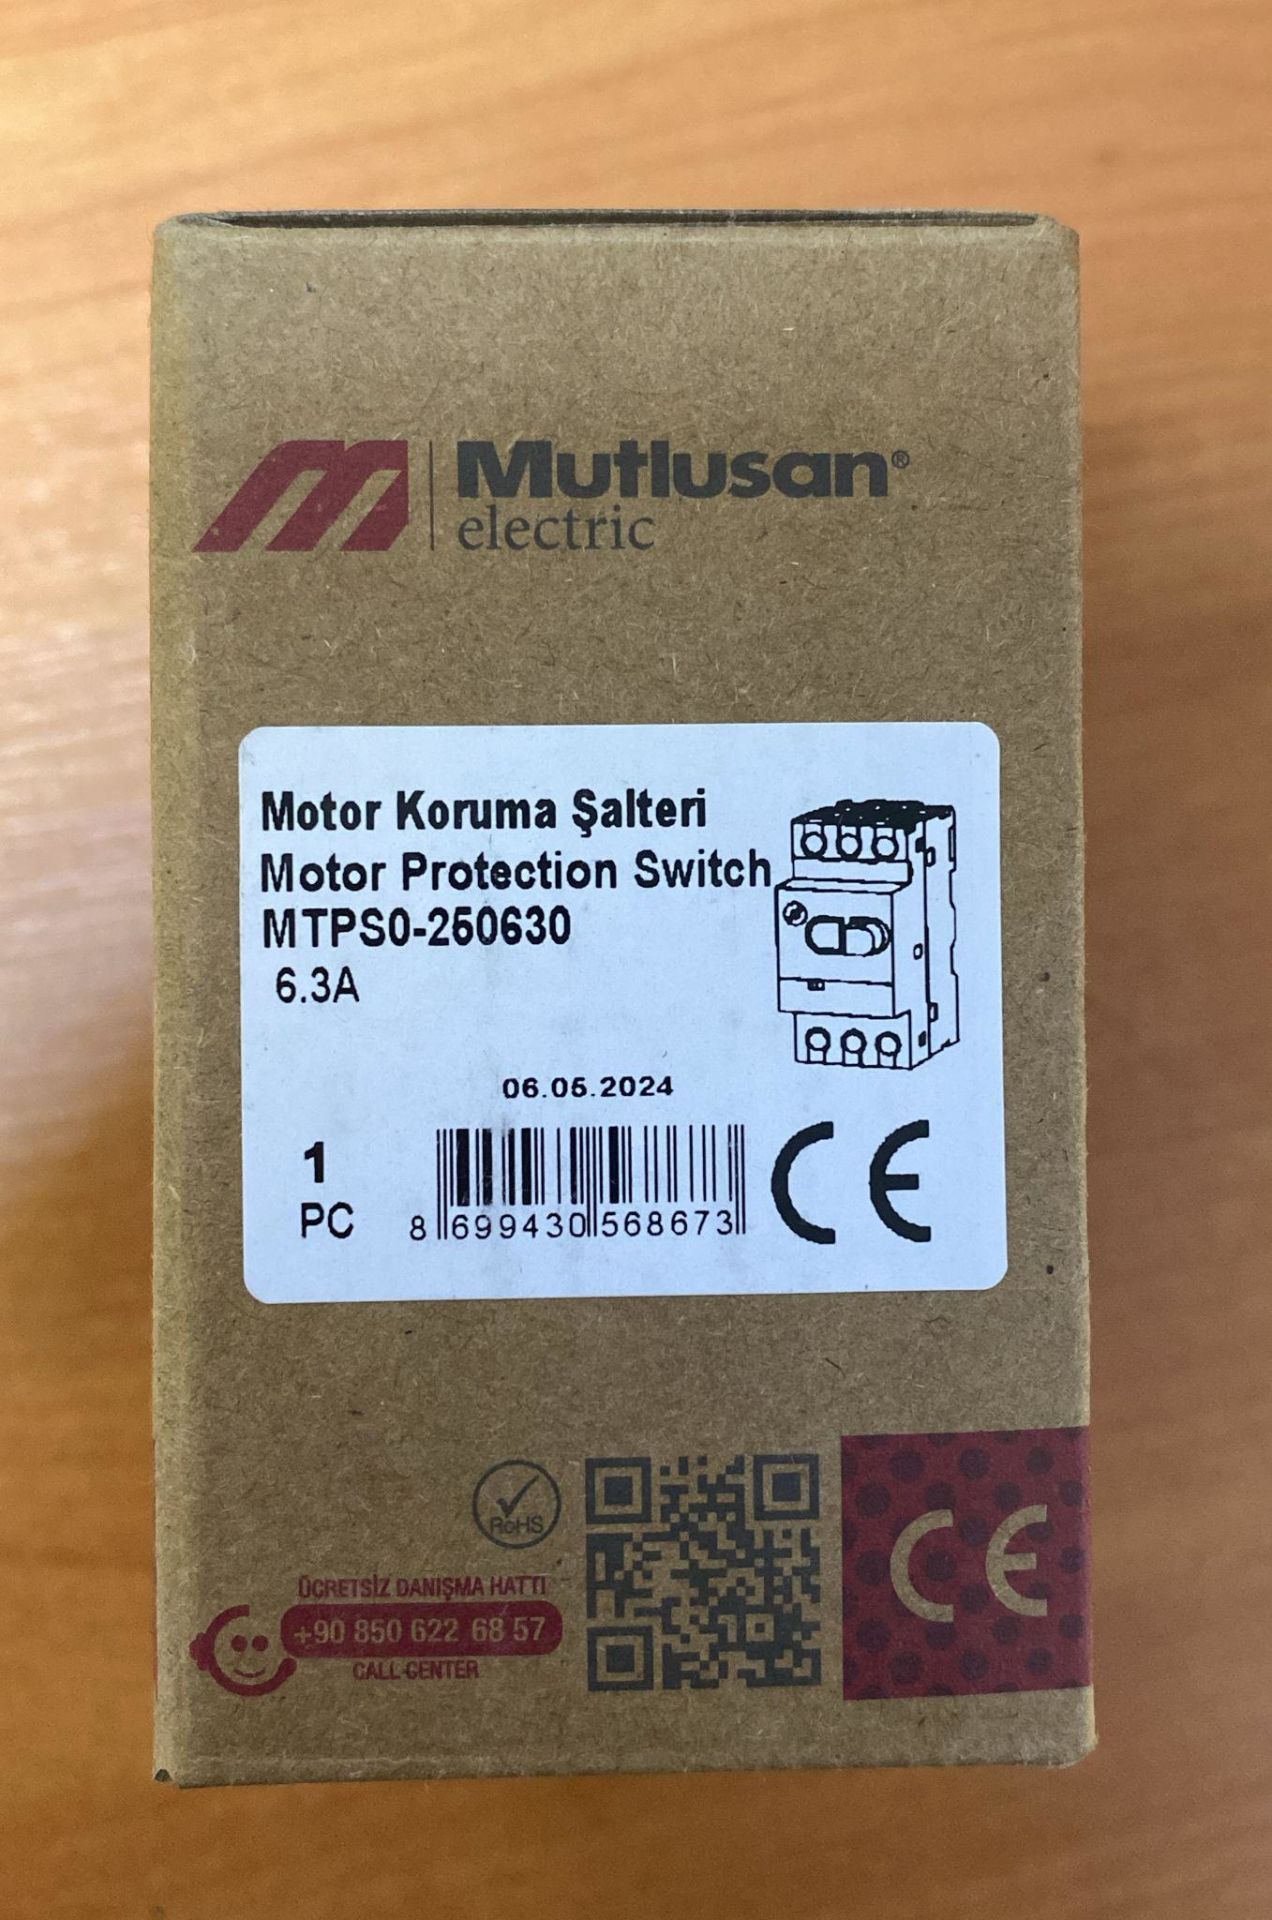 Mutlusan®
electric
Motor Koruma Şalteri
Motor Protection Switch
MTPS0-250630
6.3A
06.05.2024
1
PC
8 699430 568673
CE
RoHS
ÜCRETSİZ DANIŞMA HATTI
+90 850 622 68 57
CALL CENTER
CE